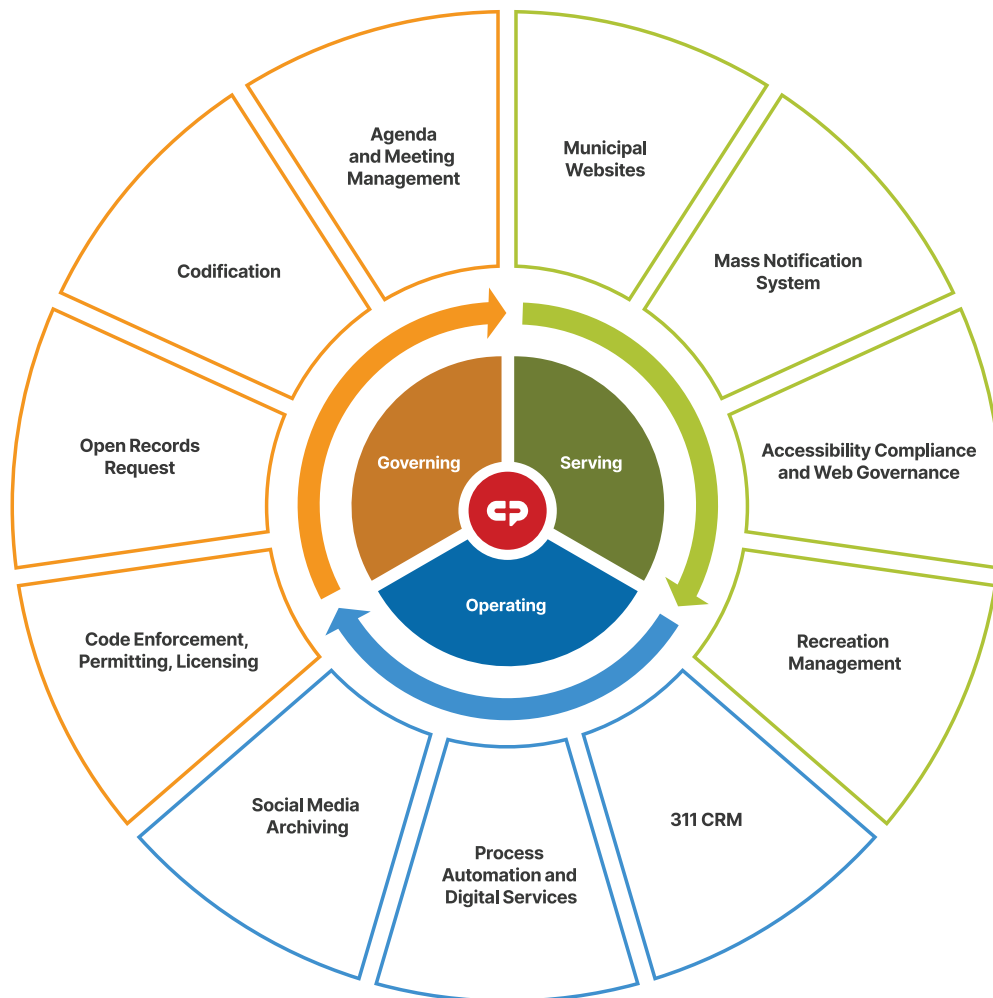 Agenda
and Meeting
Management
Municipal
Websites
Mass Notification
System
Accessibility Compliance
and Web Governance
Recreation
Management
311 CRM
Process
Automation and
Digital Services
Social Media
Archiving
Code Enforcement,
Permitting, Licensing
Open Records
Request
Codification
Governing
Serving
Operating